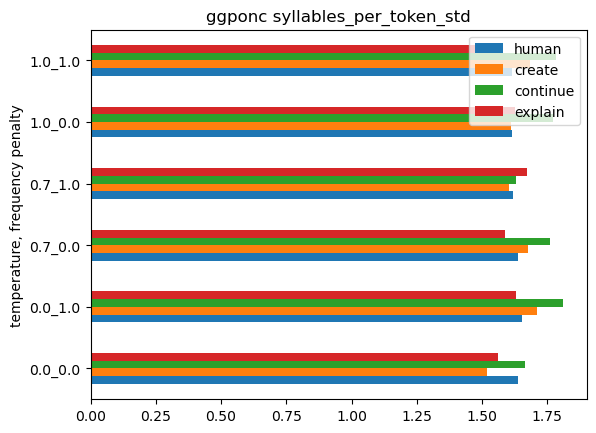 ggponc syllables_per_token_std
temperature, frequency penalty
1.0_1.0
1.0_0.0
0.7_1.0
0.7_0.0
0.0_1.0
0.0_0.0
0.00 0.25 0.50 0.75 1.00 1.25 1.50 1.75
human
create
continue
explain